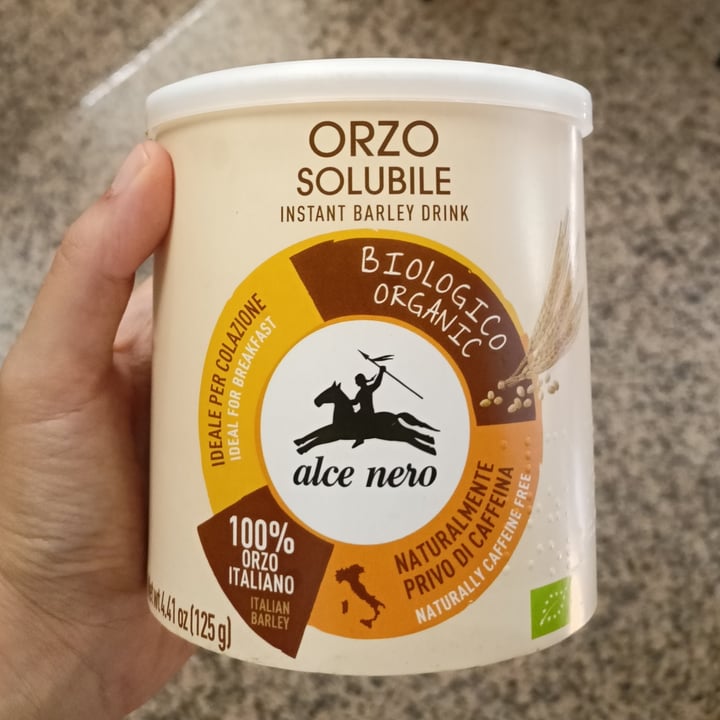 ORZO
SOLUBILE
INSTANT BARLEY DRINK
BIOLOGICO
ORGANIC
IDEALE PER COLAZIONE
IDEAL FOR BREAKFAST
alce nero
NATURALMENTE
PRIVO DI CAFFEINA
NATURALLY CAFFEINE FREE
100%
ORZO
ITALIANO
ITALIAN
BARLEY
wt 4.41 oz (125 g)